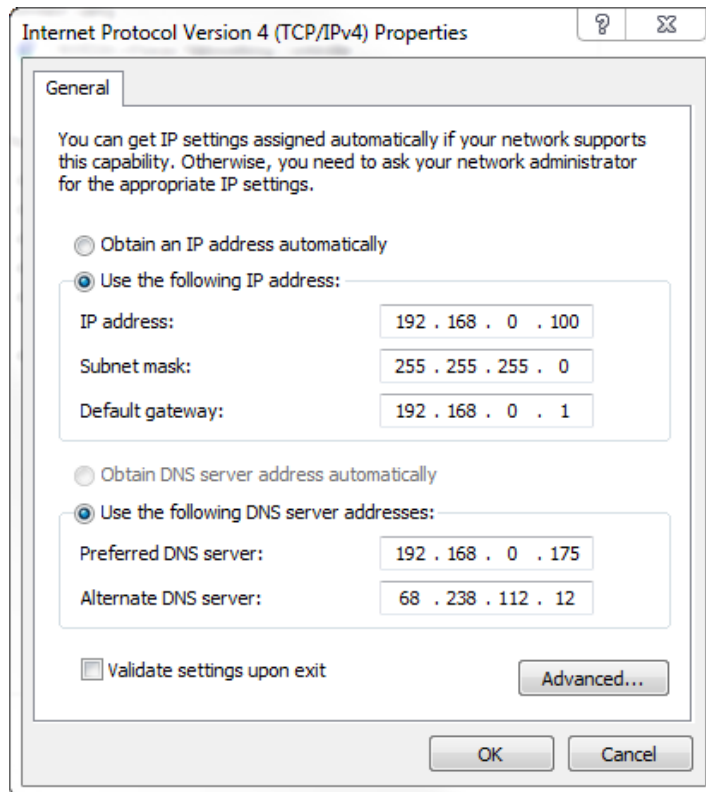 Internet Protocol Version 4 (TCP/IPv4) Properties
General
You can get IP settings assigned automatically if your network supports
this capability. Otherwise, you need to ask your network administrator
for the appropriate IP settings.
Obtain an IP address automatically
Use the following IP address:
IP address: 192 . 168 . 0 . 100
Subnet mask: 255 . 255 . 255 . 0
Default gateway: 192 . 168 . 0 . 1
Obtain DNS server address automatically
Use the following DNS server addresses:
Preferred DNS server: 192 . 168 . 0 . 175
Alternate DNS server: 68 . 238 . 112 . 12
Validate settings upon exit
Advanced...
OK Cancel